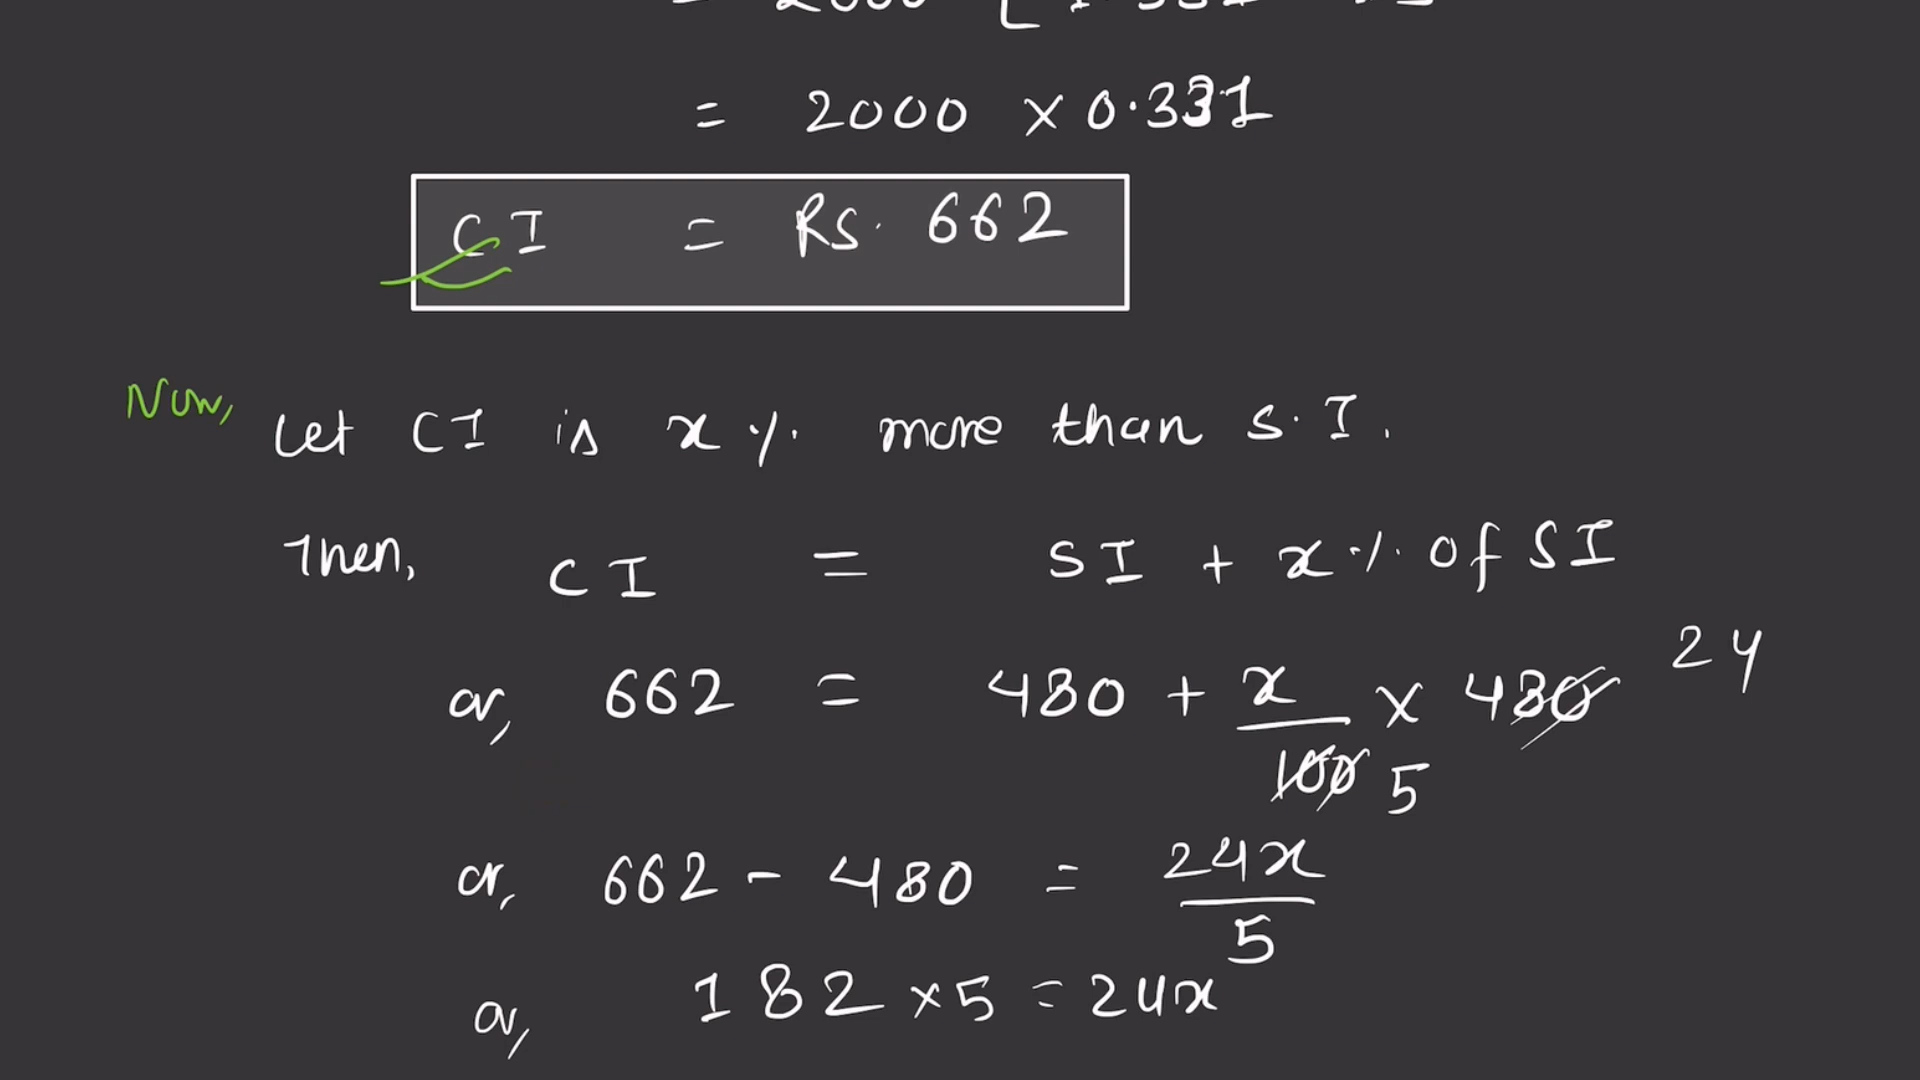 = 2000 × 0.331
CI = Rs. 662
Now, Let CI is x % more than S.I.
Then, CI = SI + x % of SI
or, 662 = 480 + x/100 × 480 24
5
or, 662 - 480 = 24x/5
or, 182 × 5 = 24x